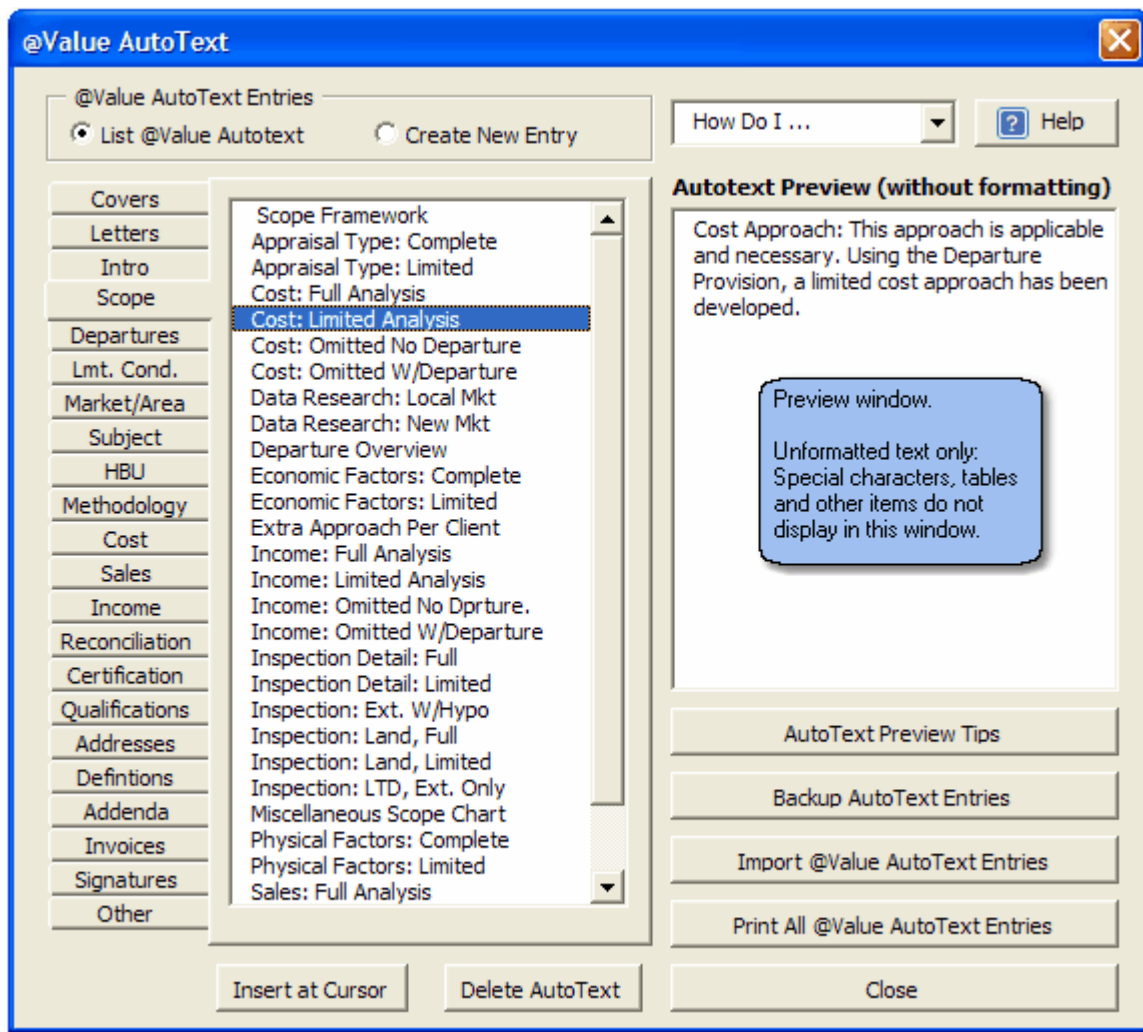 @Value AutoText
@Value AutoText Entries
List @Value Autotext
Create New Entry
How Do I ...
Help
Covers
Letters
Intro
Scope
Departures
Lmt. Cond.
Market/Area
Subject
HBU
Methodology
Cost
Sales
Income
Reconciliation
Certification
Qualifications
Addresses
Defintions
Addenda
Invoices
Signatures
Other
Scope Framework
Appraisal Type: Complete
Appraisal Type: Limited
Cost: Full Analysis
Cost: Limited Analysis
Cost: Omitted No Departure
Cost: Omitted W/Departure
Data Research: Local Mkt
Data Research: New Mkt
Departure Overview
Economic Factors: Complete
Economic Factors: Limited
Extra Approach Per Client
Income: Full Analysis
Income: Limited Analysis
Income: Omitted No Dprture.
Income: Omitted W/Departure
Inspection Detail: Full
Inspection Detail: Limited
Inspection: Ext. W/Hypo
Inspection: Land, Full
Inspection: Land, Limited
Inspection: LTD, Ext. Only
Miscellaneous Scope Chart
Physical Factors: Complete
Physical Factors: Limited
Sales: Full Analysis
Insert at Cursor
Delete AutoText
Autotext Preview (without formatting)
Cost Approach: This approach is applicable
and necessary. Using the Departure
Provision, a limited cost approach has been
developed.
Preview window.
Unformatted text only:
Special characters, tables
and other items do not
display in this window.
AutoText Preview Tips
Backup AutoText Entries
Import @Value AutoText Entries
Print All @Value AutoText Entries
Close